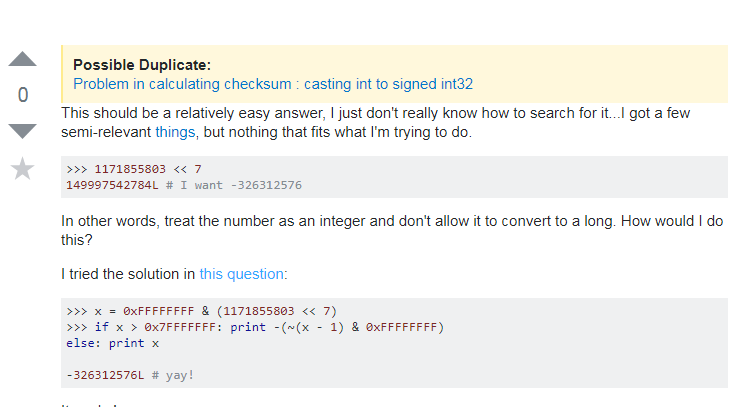 Possible Duplicate:
Problem in calculating checksum : casting int to signed int32
0
This should be a relatively easy answer, I just don't really know how to search for it...I got a few
semi-relevant things, but nothing that fits what I'm trying to do.
>>> 1171855803 << 7
149997542784L # I want -326312576
In other words, treat the number as an integer and don't allow it to convert to a long. How would I do
this?
I tried the solution in this question:
>>> x = 0xFFFFFFFF & (1171855803 << 7)
>>> if x > 0x7FFFFFFF: print -(~(x - 1) & 0xFFFFFFFF)
else: print x
-326312576L # yay!